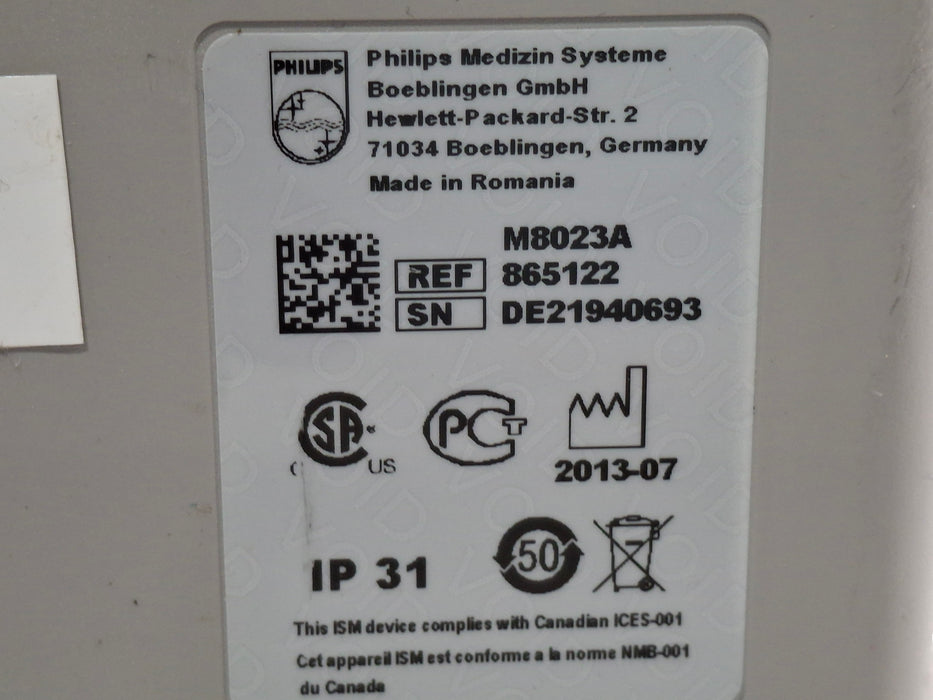 PHILIPS
Philips Medizin Systeme
Boeblingen GmbH
Hewlett-Packard-Str. 2
71034 Boeblingen, Germany
Made in Romania
M8023A
REF 865122
SN DE21940693
SA
US
PCT
2013-07
IP 31
50
This ISM device complies with Canadian ICES-001
Cet appareil ISM est conforme a la norme NMB-001
du Canada